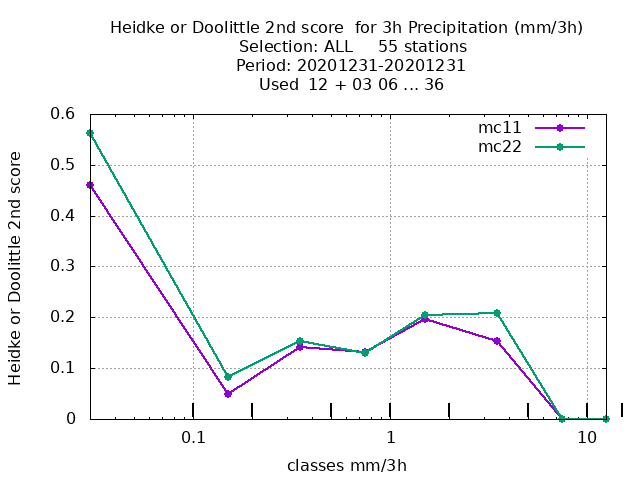 Heidke or Doolittle 2nd score  for 3h Precipitation (mm/3h)
Selection: ALL     55 stations
Period: 20201231-20201231
Used  12 + 03 06 ... 36
mc11
mc22
Heidke or Doolittle 2nd score
0.6
0.5
0.4
0.3
0.2
0.1
0
0.1 1 10
classes mm/3h